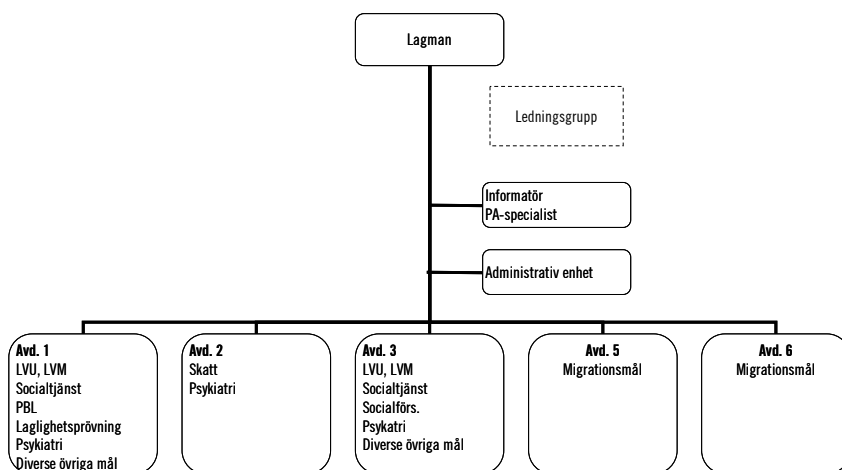 Lagman
Ledningsgrupp
Informatör
PA-specialist
Administrativ enhet
Avd. 1
LVU, LVM
Socialtjänst
PBL
Laglighetsprövning
Psykiatri
Diverse övriga mål
Avd. 2
Skatt
Psykiatri
Avd. 3
LVU, LVM
Socialtjänst
Socialförs.
Psykatri
Diverse övriga mål
Avd. 5
Migrationsmål
Avd. 6
Migrationsmål